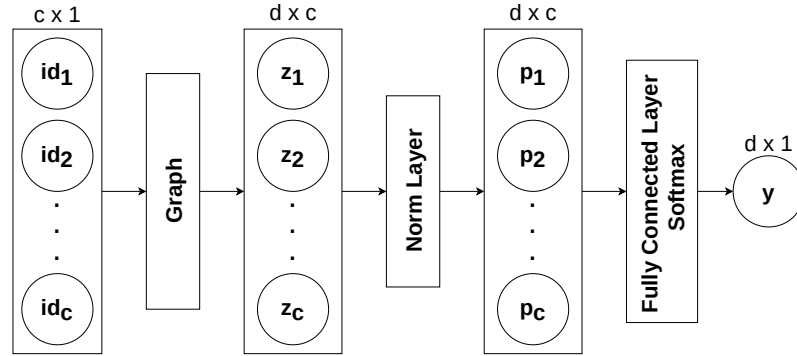 c x 1
d x c
d x c
id1
id2
. . .
idc
Graph
z1
z2
. . .
zc
Norm Layer
p1
p2
. . .
pc
Fully Connected Layer
Softmax
d x 1
y